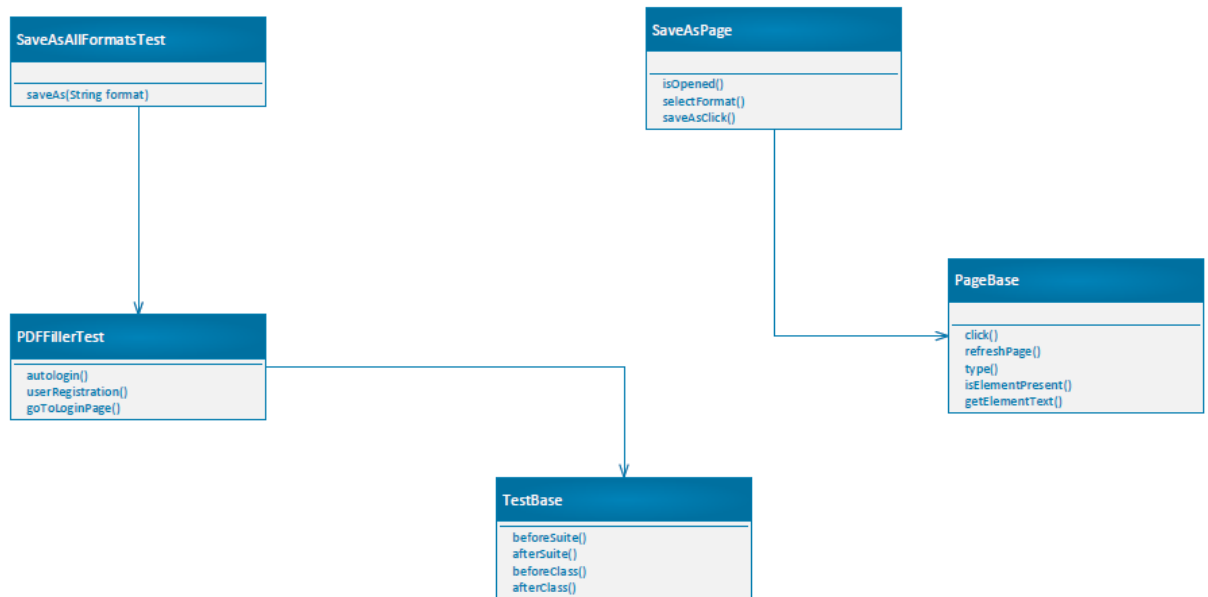 SaveAsAllFormatsTest
saveAs(String format)
SaveAsPage
isOpened()
selectFormat()
saveAsClick()
PageBase
click()
refreshPage()
type()
isElementPresent()
getElementText()
PDFFillerTest
autologin()
userRegistration()
goToLoginPage()
TestBase
beforeSuite()
afterSuite()
beforeClass()
afterClass()